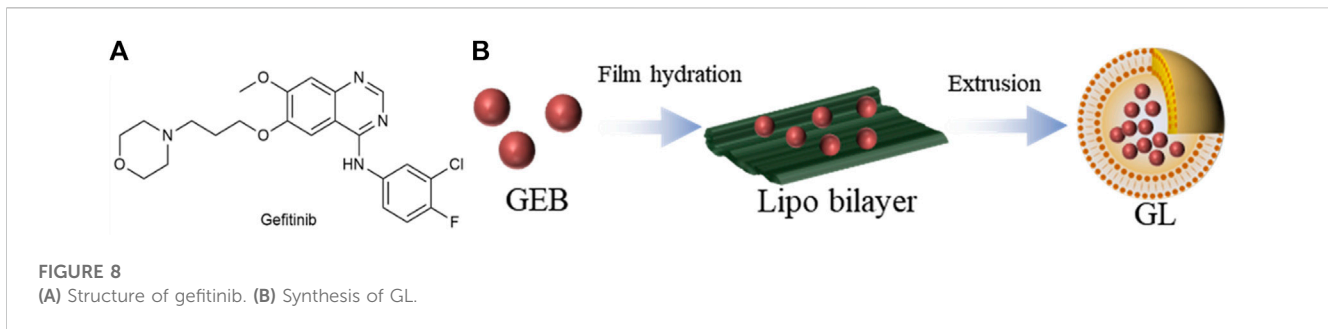 A
B
O
N
N
N
O
O
HN
Cl
F
Gefitinib
Film hydration
Extrusion
GEB
Lipo bilayer
GL
FIGURE 8
(A) Structure of gefitinib. (B) Synthesis of GL.